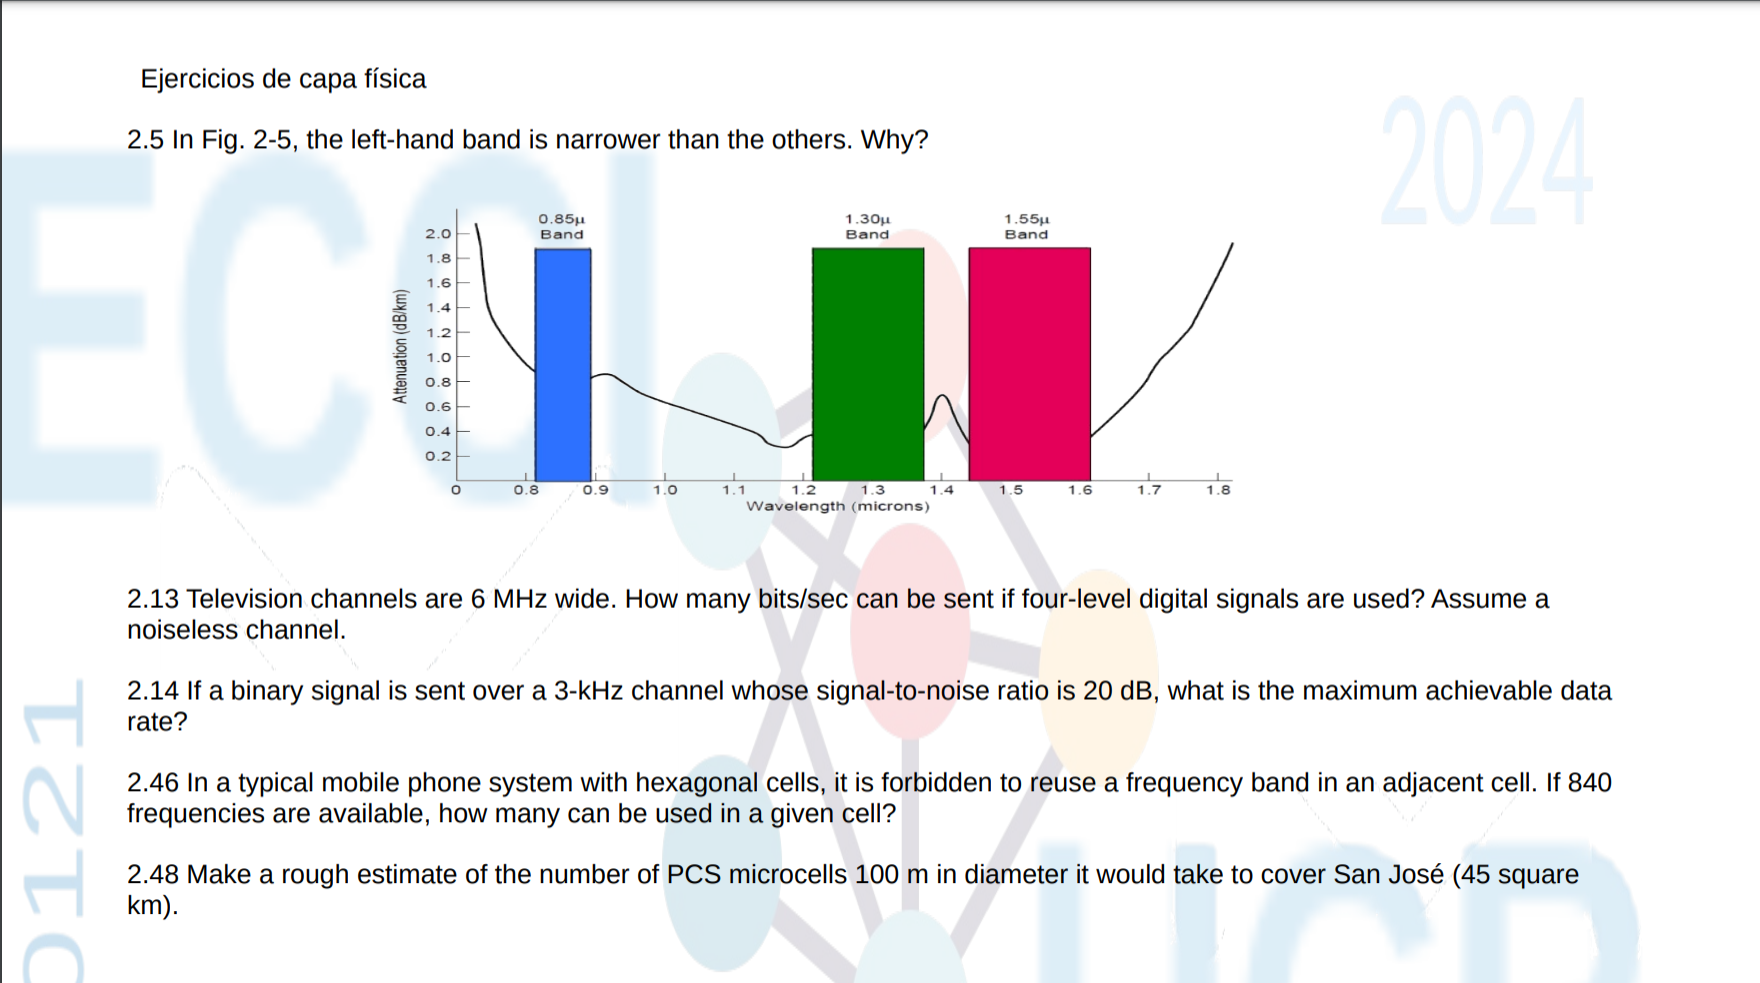 Ejercicios de capa física
2024
2.5 In Fig. 2-5, the left-hand band is narrower than the others. Why?
ECCI
0.85µ 1.30µ 1.55µ
Band Band Band
2.0
1.8
1.6
1.4
1.2
1.0
0.8
0.6
0.4
0.2
Attenuation (dB/km)
0 0.8 0.9 1.0 1.1 1.2 1.3 1.4 1.5 1.6 1.7 1.8
Wavelength (microns)
2.13 Television channels are 6 MHz wide. How many bits/sec can be sent if four-level digital signals are used? Assume a
noiseless channel.
2.14 If a binary signal is sent over a 3-kHz channel whose signal-to-noise ratio is 20 dB, what is the maximum achievable data
rate?
2.46 In a typical mobile phone system with hexagonal cells, it is forbidden to reuse a frequency band in an adjacent cell. If 840
frequencies are available, how many can be used in a given cell?
2.48 Make a rough estimate of the number of PCS microcells 100 m in diameter it would take to cover San José (45 square
km).
0121
UCR